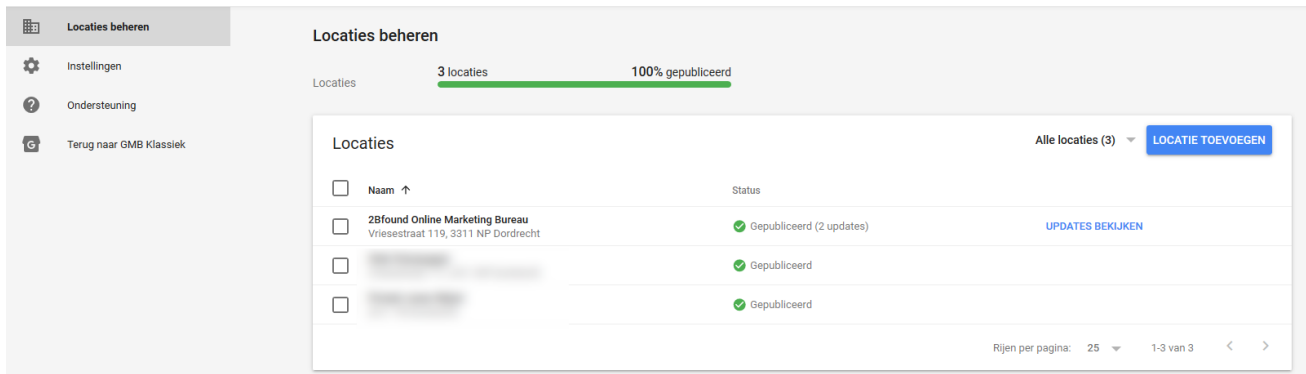 Locaties beheren
Instellingen
Ondersteuning
Terug naar GMB Klassiek
Locaties beheren
Locaties
3 locaties 100% gepubliceerd
Locaties
Alle locaties (3) LOCATIE TOEVOEGEN
Naam ↑ Status
2Bfound Online Marketing Bureau
Vriesestraat 119, 3311 NP Dordrecht
Gepubliceerd (2 updates) UPDATES BEKIJKEN
Gepubliceerd
Gepubliceerd
Rijen per pagina: 25 1-3 van 3